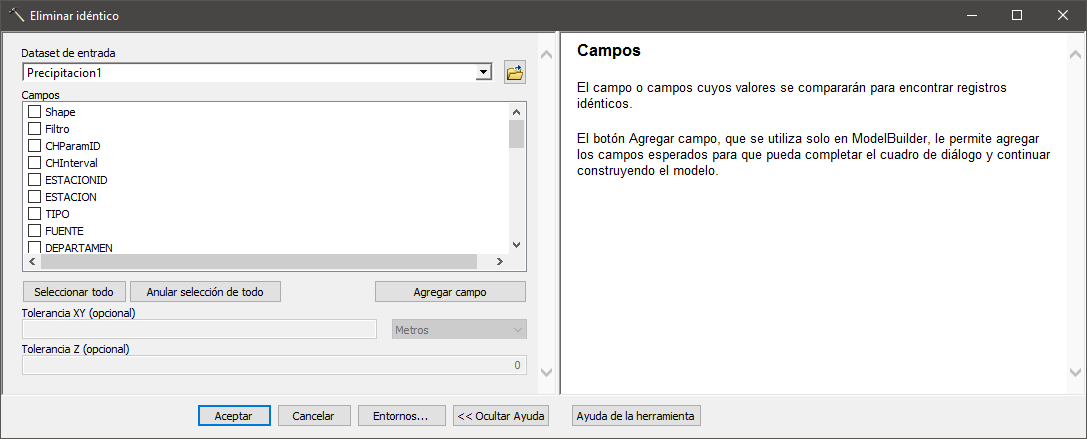 Eliminar idéntico
Dataset de entrada
Precipitacion1
Campos
Shape
Filtro
CHParamID
CHInterval
ESTACIONID
ESTACION
TIPO
FUENTE
DEPARTAMEN
Seleccionar todo
Anular selección de todo
Agregar campo
Tolerancia XY (opcional)
Metros
Tolerancia Z (opcional)
0
Campos
El campo o campos cuyos valores se compararán para encontrar registros
idénticos.
El botón Agregar campo, que se utiliza solo en ModelBuilder, le permite agregar
los campos esperados para que pueda completar el cuadro de diálogo y continuar
construyendo el modelo.
Aceptar
Cancelar
Entornos...
<< Ocultar Ayuda
Ayuda de la herramienta